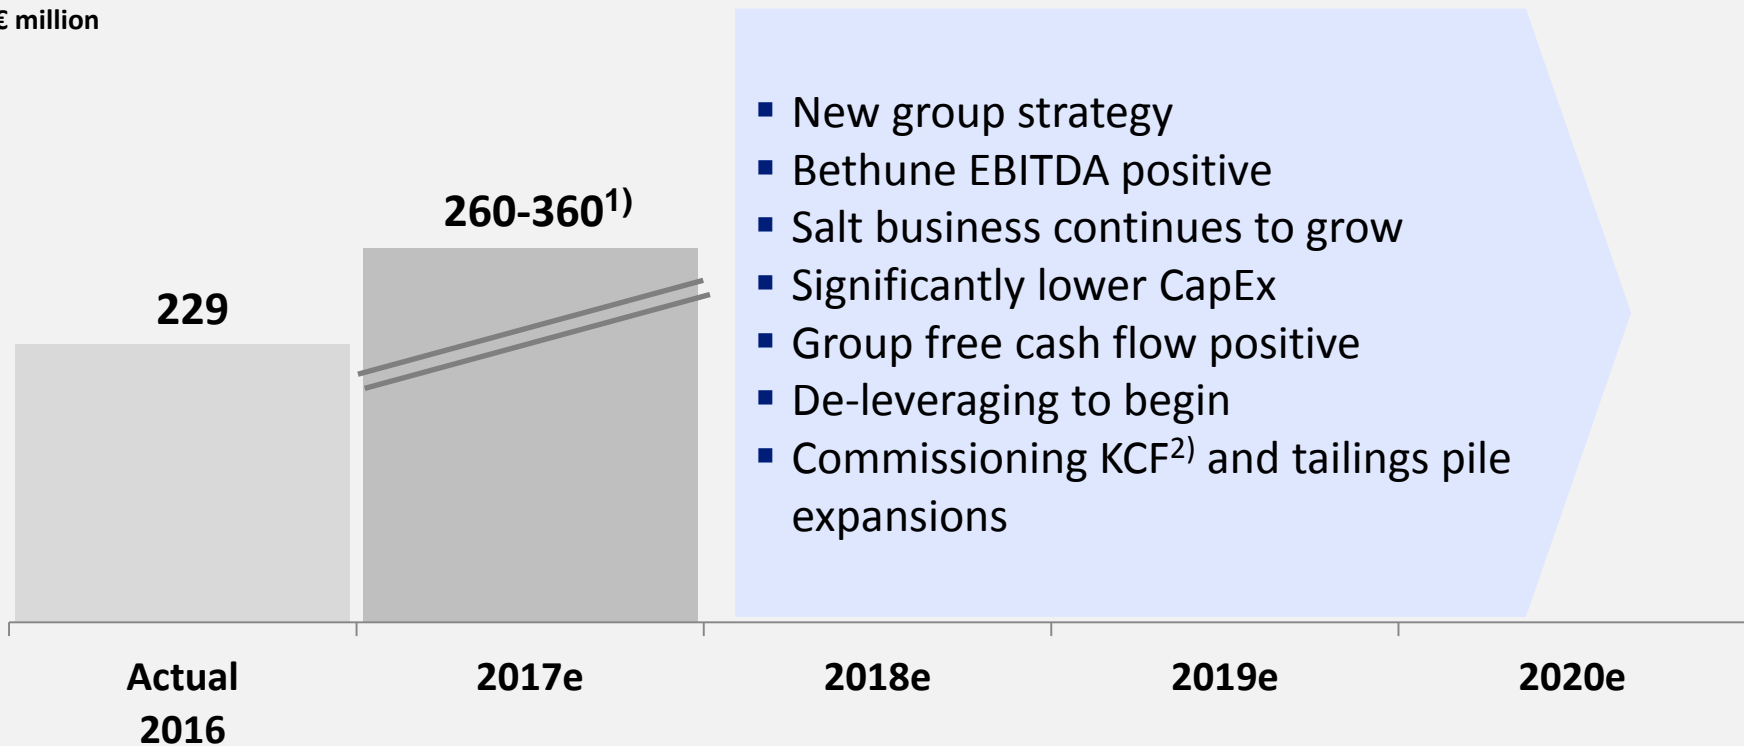 € million
260-360¹⁾
229
▪ New group strategy
▪ Bethune EBITDA positive
▪ Salt business continues to grow
▪ Significantly lower CapEx
▪ Group free cash flow positive
▪ De-leveraging to begin
▪ Commissioning KCF²⁾ and tailings pile
expansions
Actual
2016
2017e
2018e
2019e
2020e